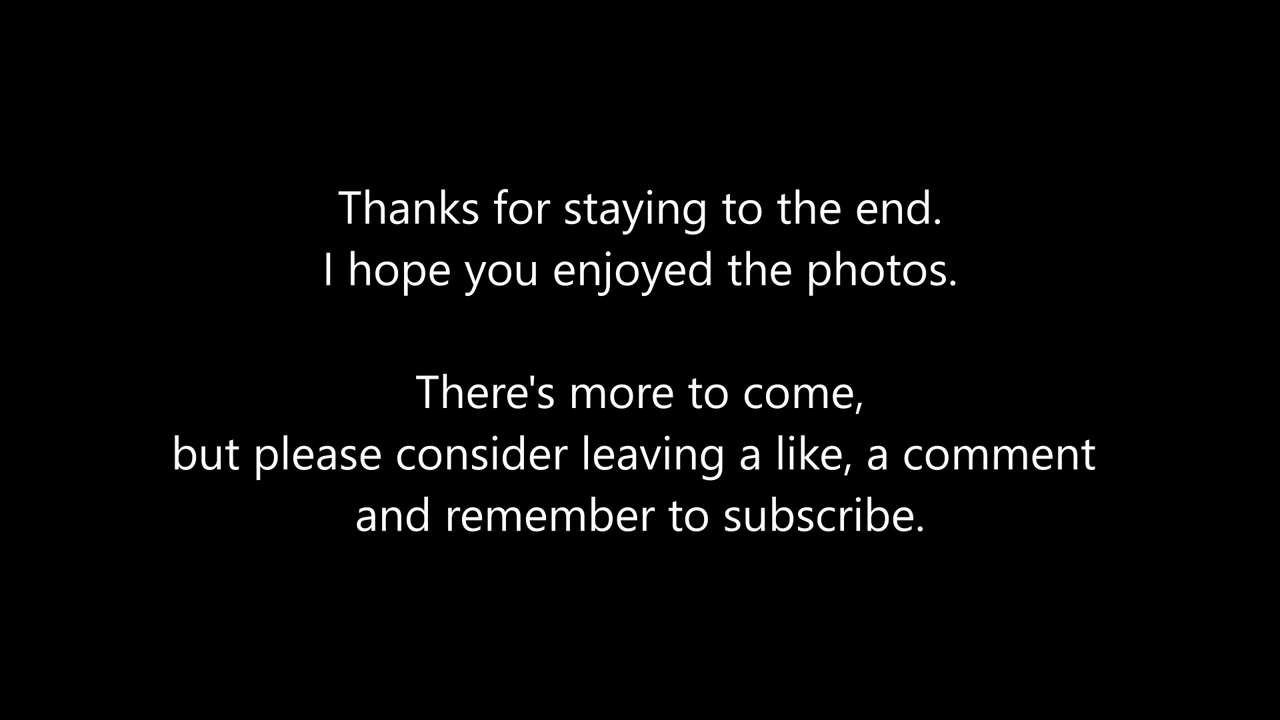 Thanks for staying to the end.
I hope you enjoyed the photos.
There's more to come,
but please consider leaving a like, a comment
and remember to subscribe.